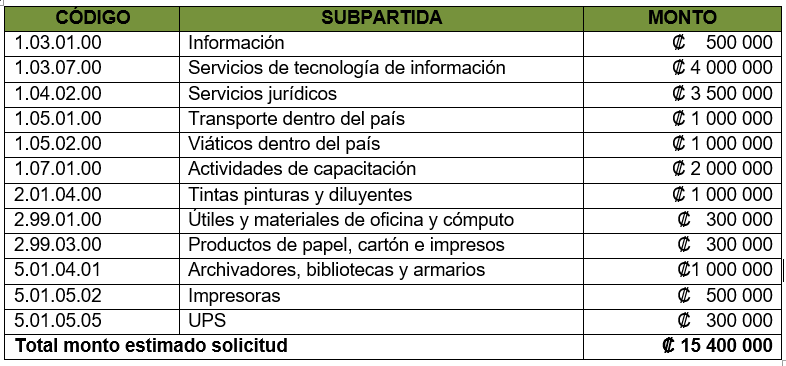 CÓDIGO SUBPARTIDA MONTO
1.03.01.00 Información ₡ 500 000
1.03.07.00 Servicios de tecnología de información ₡ 4 000 000
1.04.02.00 Servicios jurídicos ₡ 3 500 000
1.05.01.00 Transporte dentro del país ₡ 1 000 000
1.05.02.00 Viáticos dentro del país ₡ 1 000 000
1.07.01.00 Actividades de capacitación ₡ 2 000 000
2.01.04.00 Tintas pinturas y diluyentes ₡ 1 000 000
2.99.01.00 Útiles y materiales de oficina y cómputo ₡ 300 000
2.99.03.00 Productos de papel, cartón e impresos ₡ 300 000
5.01.04.01 Archivadores, bibliotecas y armarios ₡1 000 000
5.01.05.02 Impresoras ₡ 500 000
5.01.05.05 UPS ₡ 300 000
Total monto estimado solicitud ₡ 15 400 000